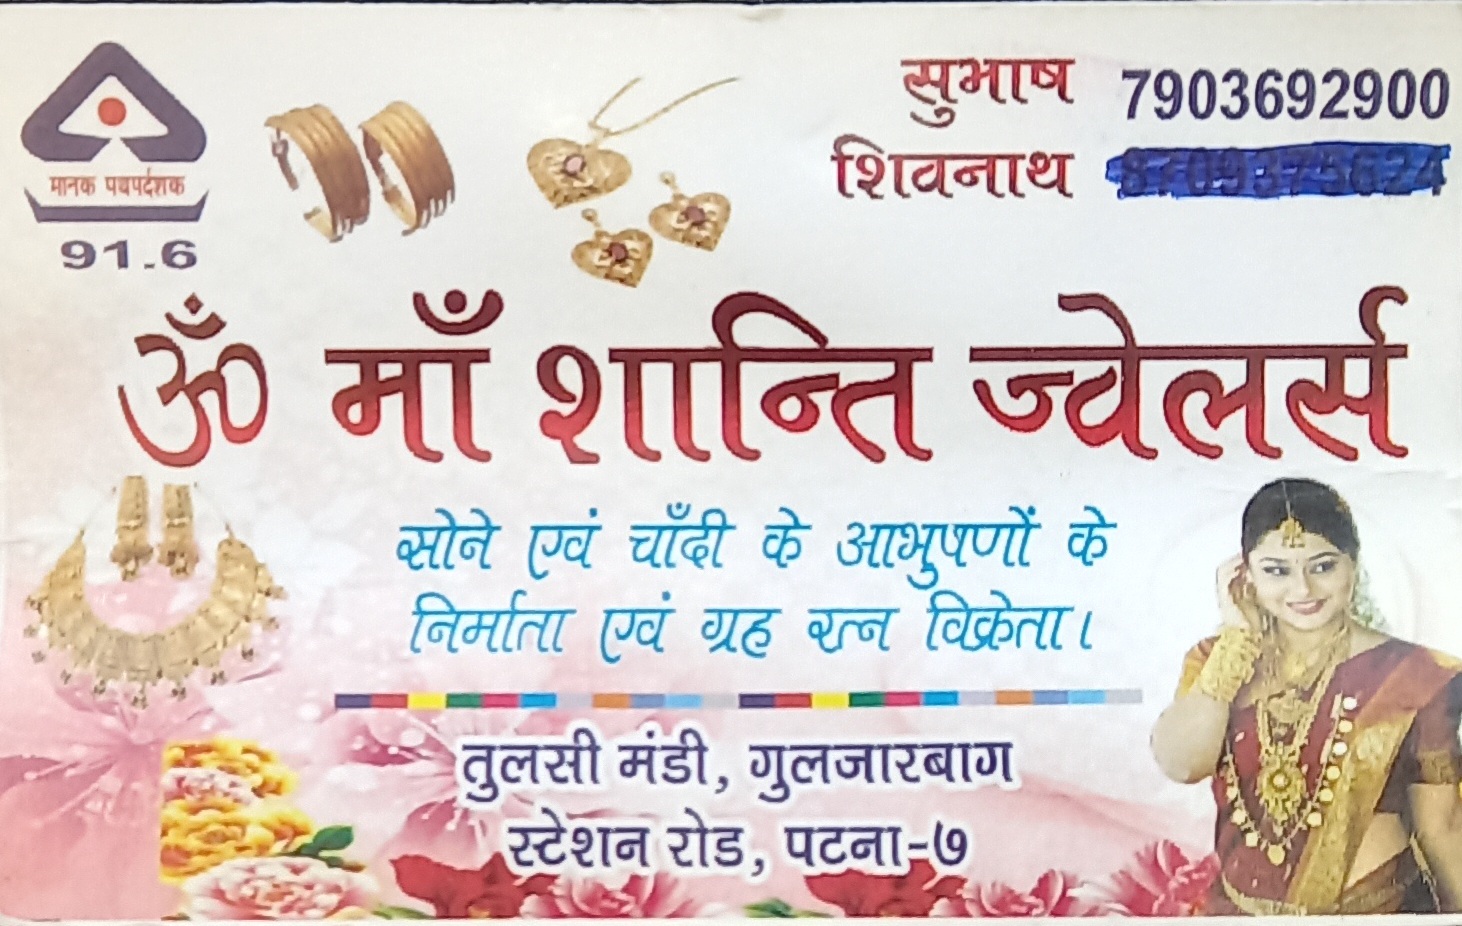 सुभाष 7903692900
शिवनाथ
मानक पथपर्दशक
91.6
ॐ माँ शान्ति ज्वेलर्स
सोने एवं चाँदी के आभुषणों के
निर्माता एवं ग्रह रत्न विक्रेता।
तुलसी मंडी, गुलजारबाग
स्टेशन रोड, पटना-७